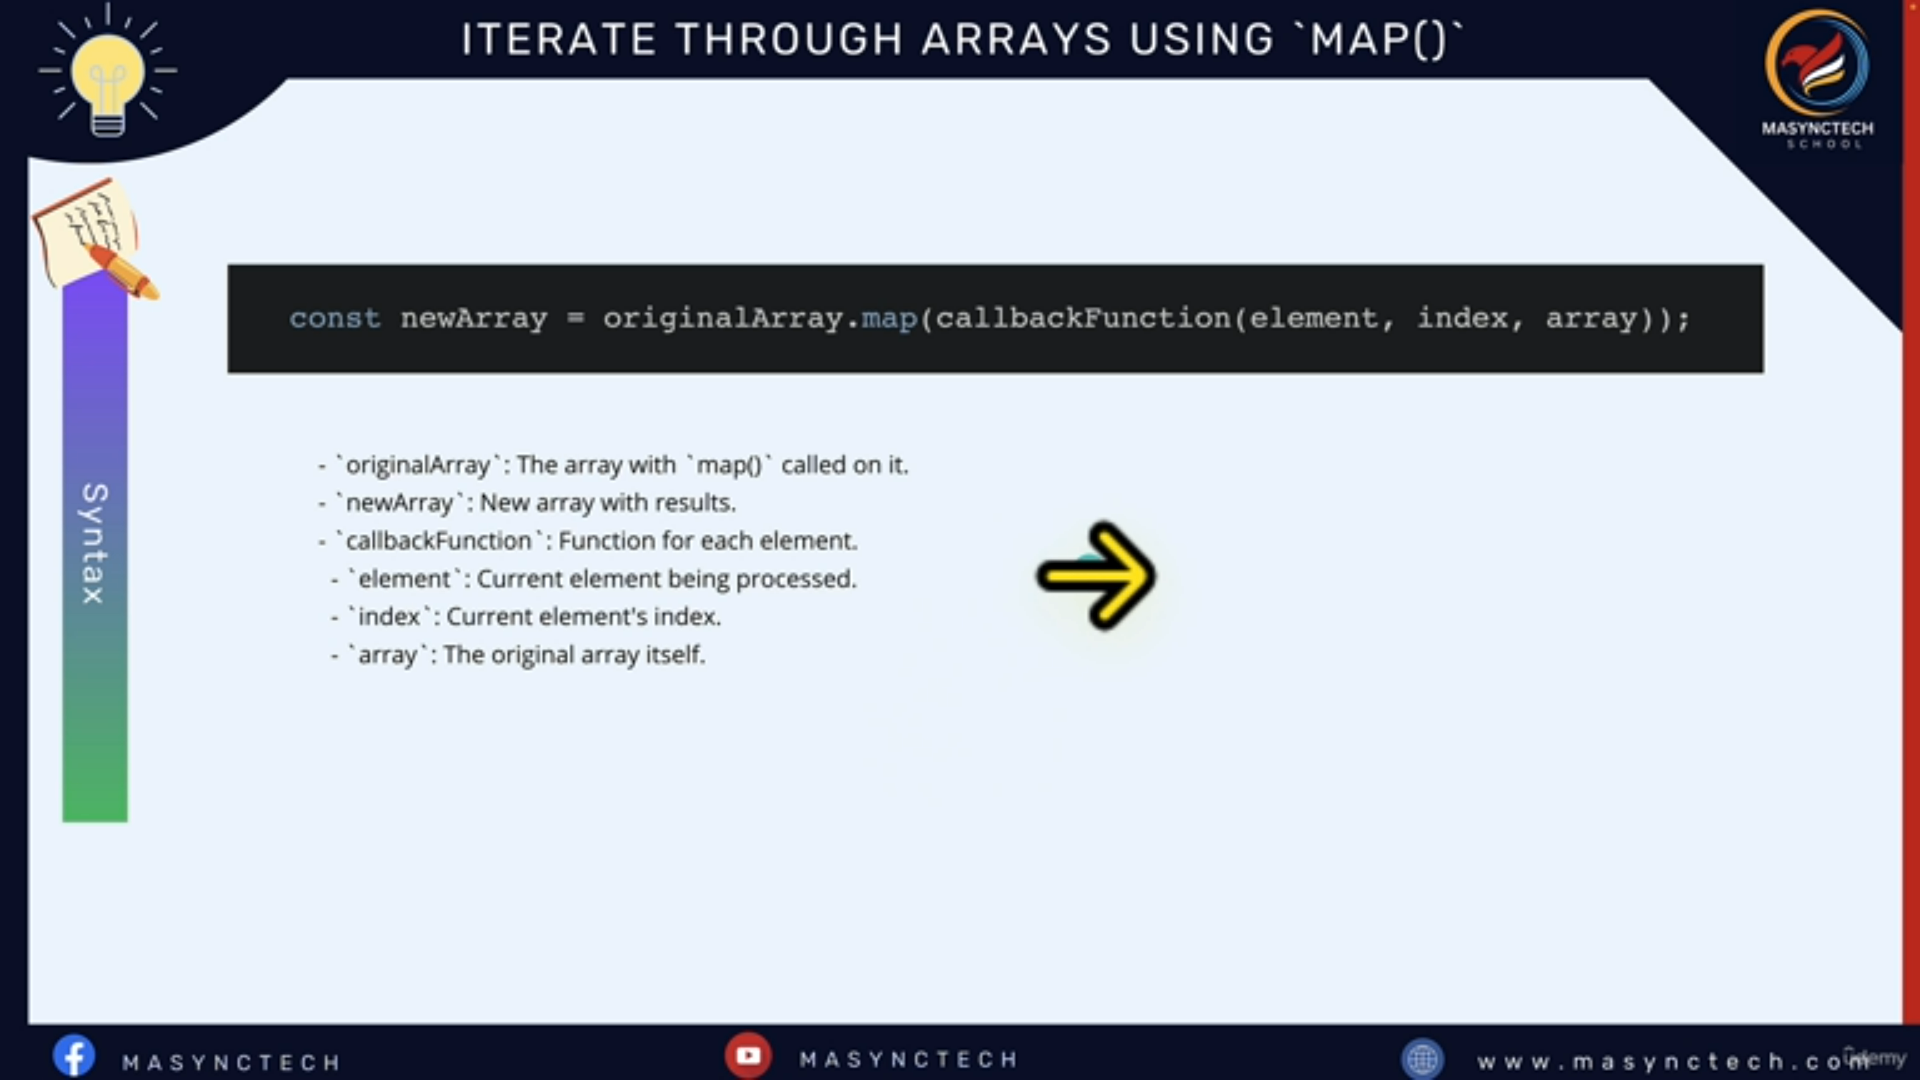 ITERATE THROUGH ARRAYS USING `MAP()`
MASYNCTECH
SCHOOL
const newArray = originalArray.map(callbackFunction(element, index, array));
Syntax
- `originalArray`: The array with `map()` called on it.
- `newArray`: New array with results.
- `callbackFunction`: Function for each element.
- `element`: Current element being processed.
- `index`: Current element's index.
- `array`: The original array itself.
MASYNCTECH
MASYNCTECH
www.masynctech.com
ûdemy